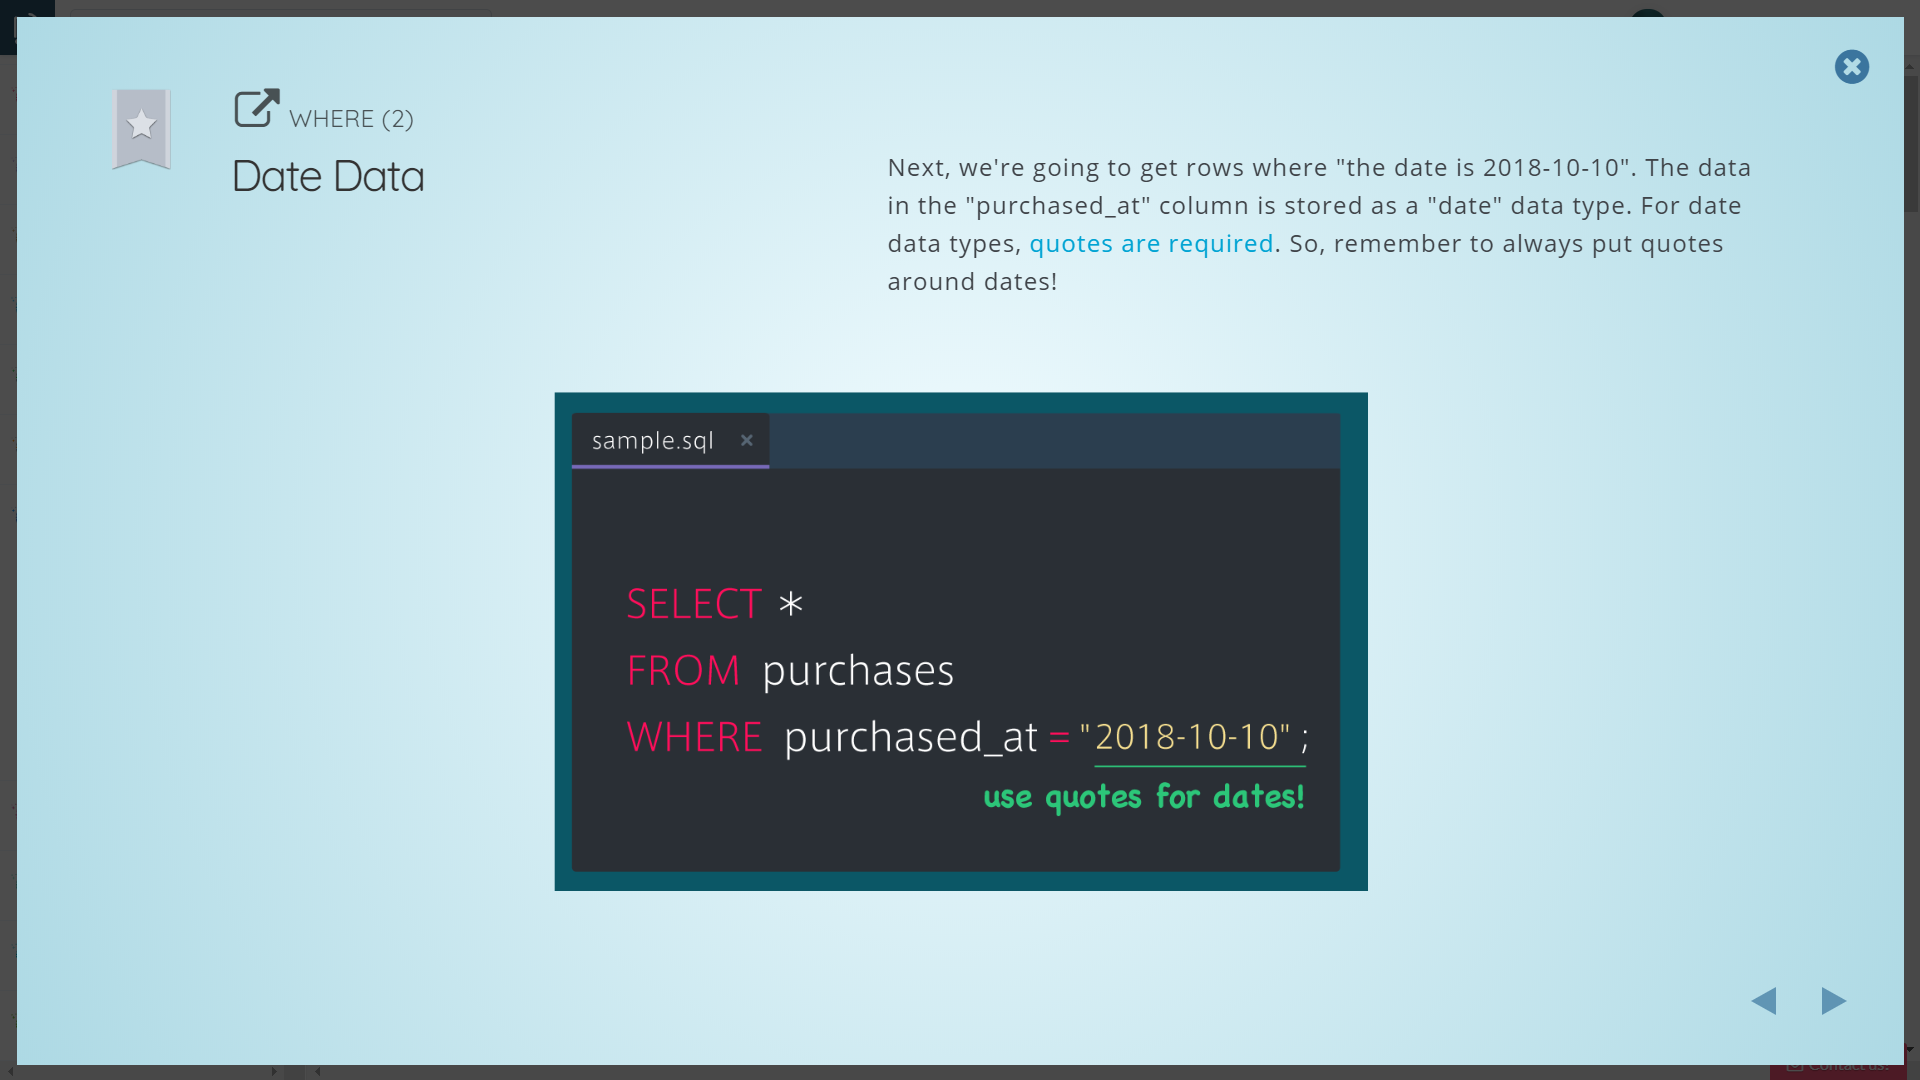 WHERE (2)
Date Data
Next, we're going to get rows where "the date is 2018-10-10". The data
in the "purchased_at" column is stored as a "date" data type. For date
data types, quotes are required. So, remember to always put quotes
around dates!
sample.sql ×
SELECT *
FROM purchases
WHERE purchased_at = "2018-10-10" ;
use quotes for dates!
Contact us!